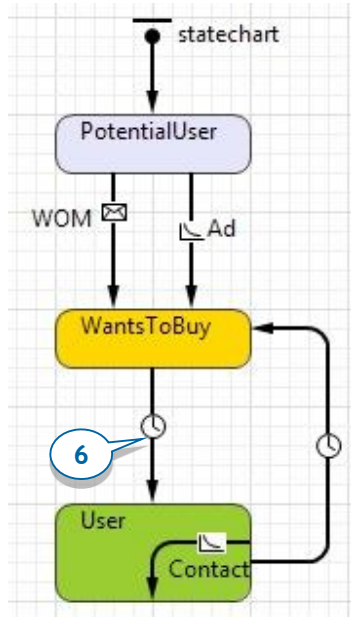 statechart
PotentialUser
WOM
Ad
WantsToBuy
6
User
Contact